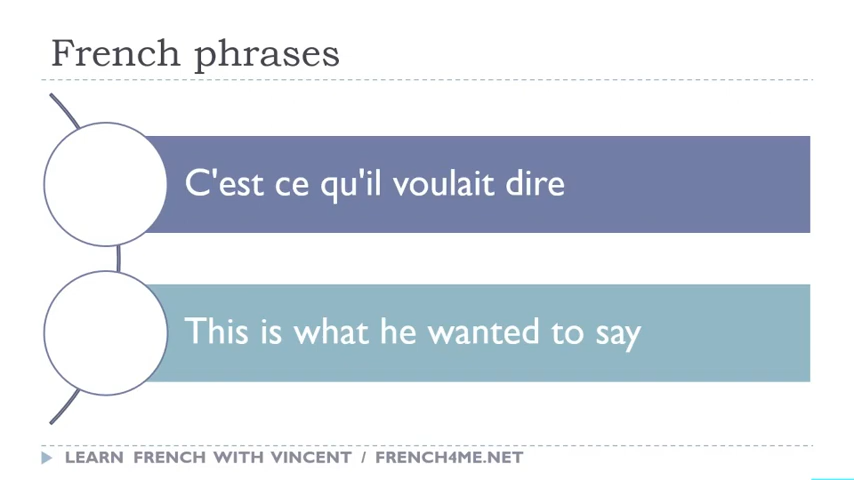 French phrases
C'est ce qu'il voulait dire
This is what he wanted to say
LEARN FRENCH WITH VINCENT / FRENCH4ME.NET